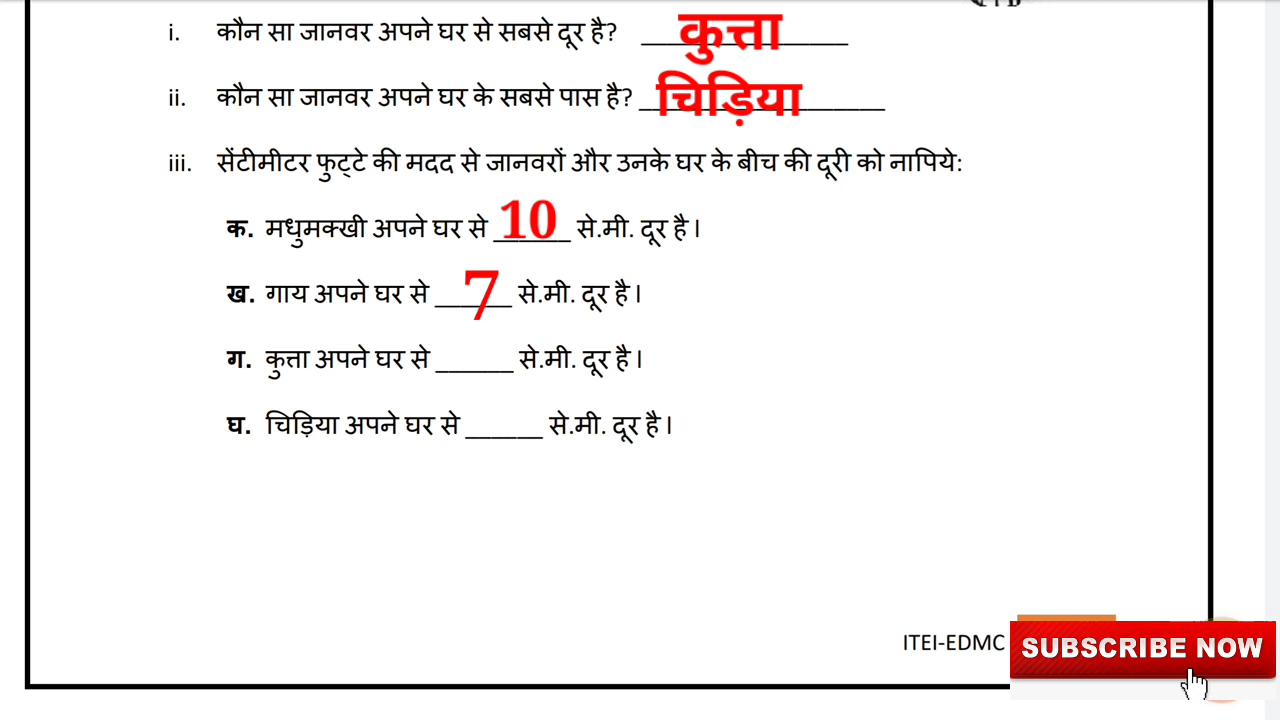 i. कौन सा जानवर अपने घर से सबसे दूर है? कुत्ता
ii. कौन सा जानवर अपने घर के सबसे पास है? चिड़िया
iii. सेंटीमीटर फुट्टे की मदद से जानवरों और उनके घर के बीच की दूरी को नापिये:
क. मधुमक्खी अपने घर से 10 से.मी. दूर है ।
ख. गाय अपने घर से 7 से.मी. दूर है ।
ग. कुत्ता अपने घर से ______ से.मी. दूर है ।
घ. चिड़िया अपने घर से ______ से.मी. दूर है ।
ITEI-EDMC
SUBSCRIBE NOW